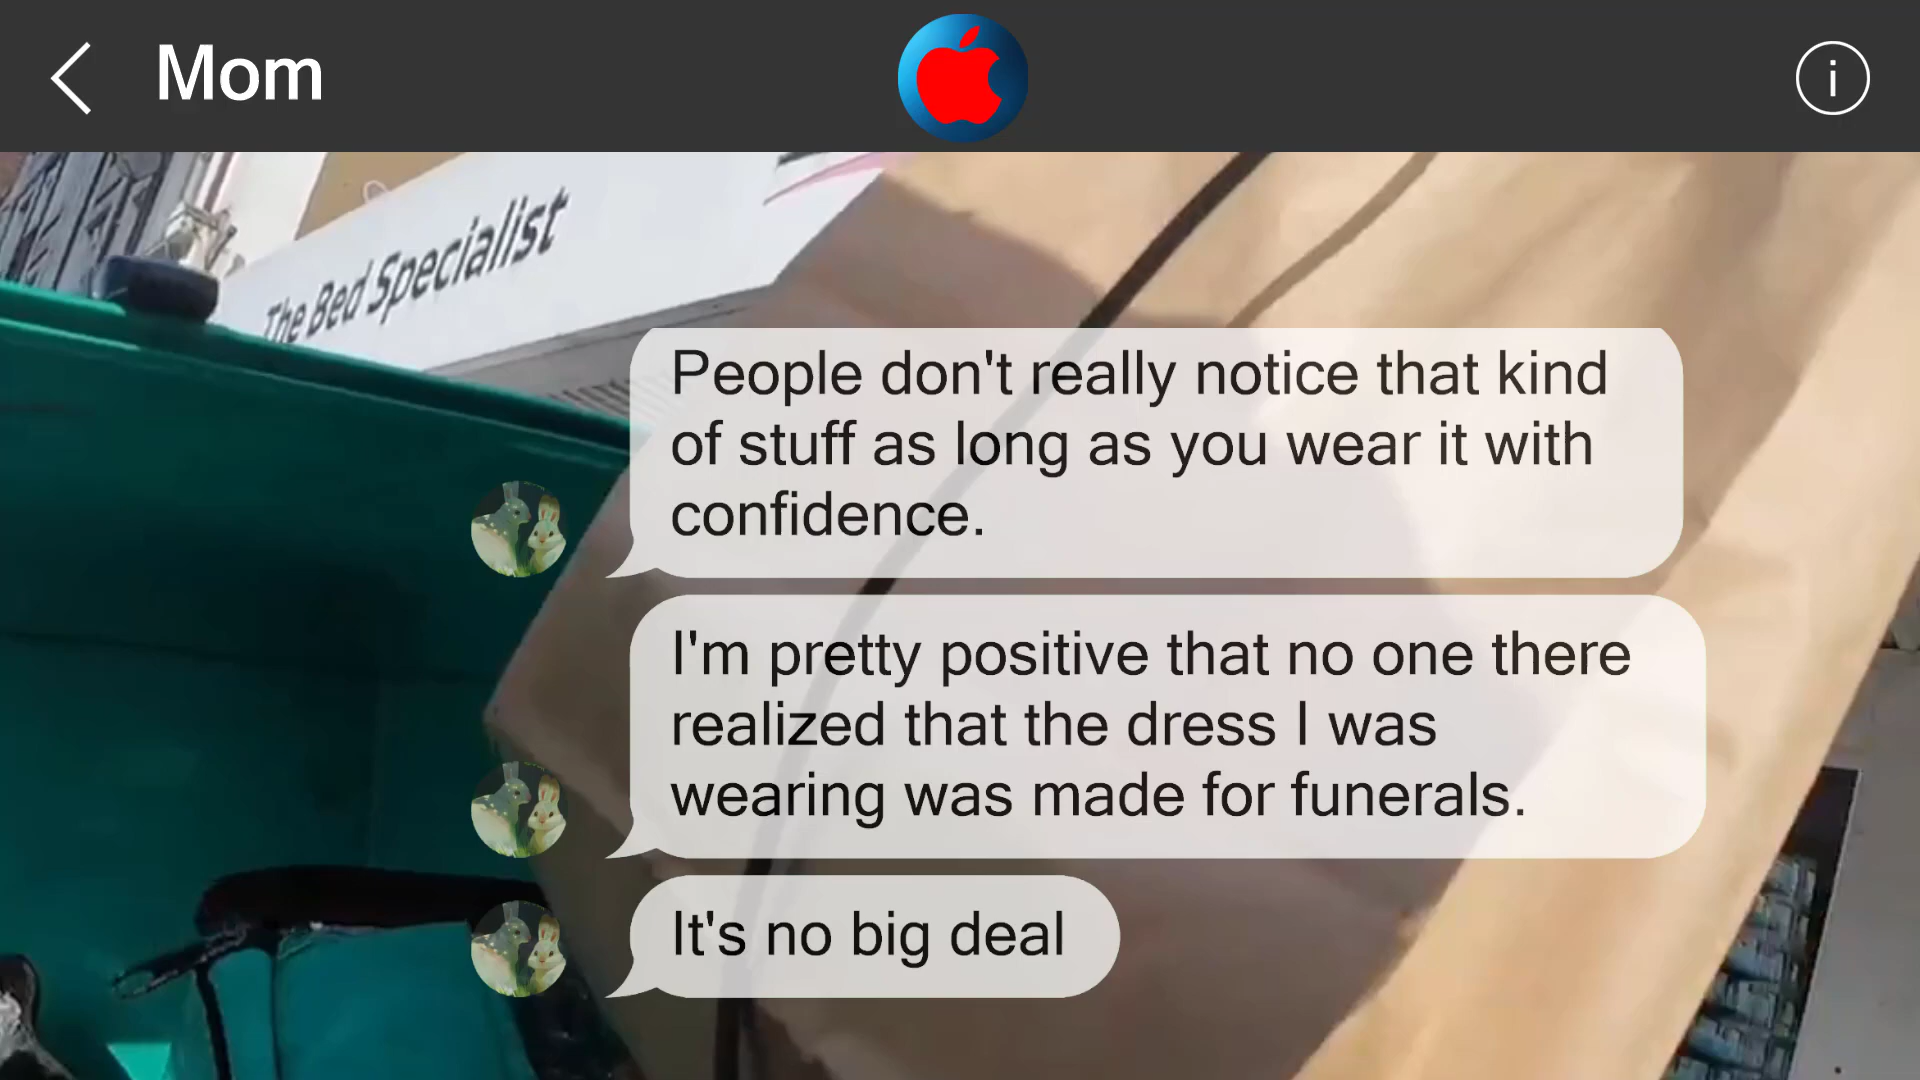 Mom
The Bed Specialist
People don't really notice that kind
of stuff as long as you wear it with
confidence.
I'm pretty positive that no one there
realized that the dress I was
wearing was made for funerals.
It's no big deal